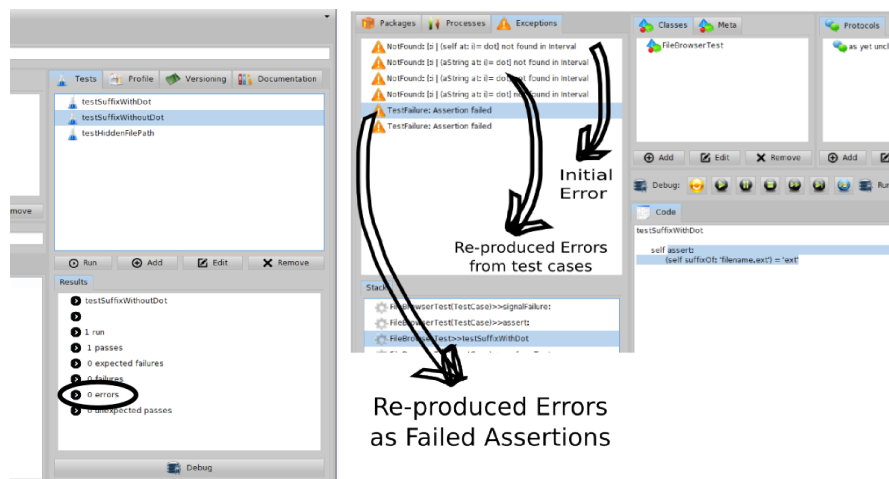 Tests
Profile
Versioning
Documentation
testSuffixWithDot
testSuffixWithoutDot
testHiddenFilePath
move
Run
Add
Edit
Remove
Results
testSuffixWithoutDot
1 run
1 passes
0 expected failures
0 failures
0 errors
0 unexpected passes
Debug
Packages
Processes
Exceptions
NotFound: [:i | (self at: i)= dot] not found in Interval
NotFound: [:i | (aString at: i)= dot] not found in Interval
NotFound: [:i | (aString at: i)= dot] not found in Interval
NotFound: [:i | (aString at: i)= dot] not found in Interval
TestFailure: Assertion failed
TestFailure: Assertion failed
Initial
Error
Re-produced Errors
from test cases
Stack
FileBrowserTest(TestCase)>>signalFailure:
FileBrowserTest(TestCase)>>assert:
FileBrowserTest>>testSuffixWithDot
Re-produced Errors
as Failed Assertions
Classes
Meta
FileBrowserTest
Protocols
as yet uncl
Add
Edit
Remove
Add
Debug:
Run
Code
testSuffixWithDot
self assert:
(self suffixOf: 'filename.ext') = 'ext'